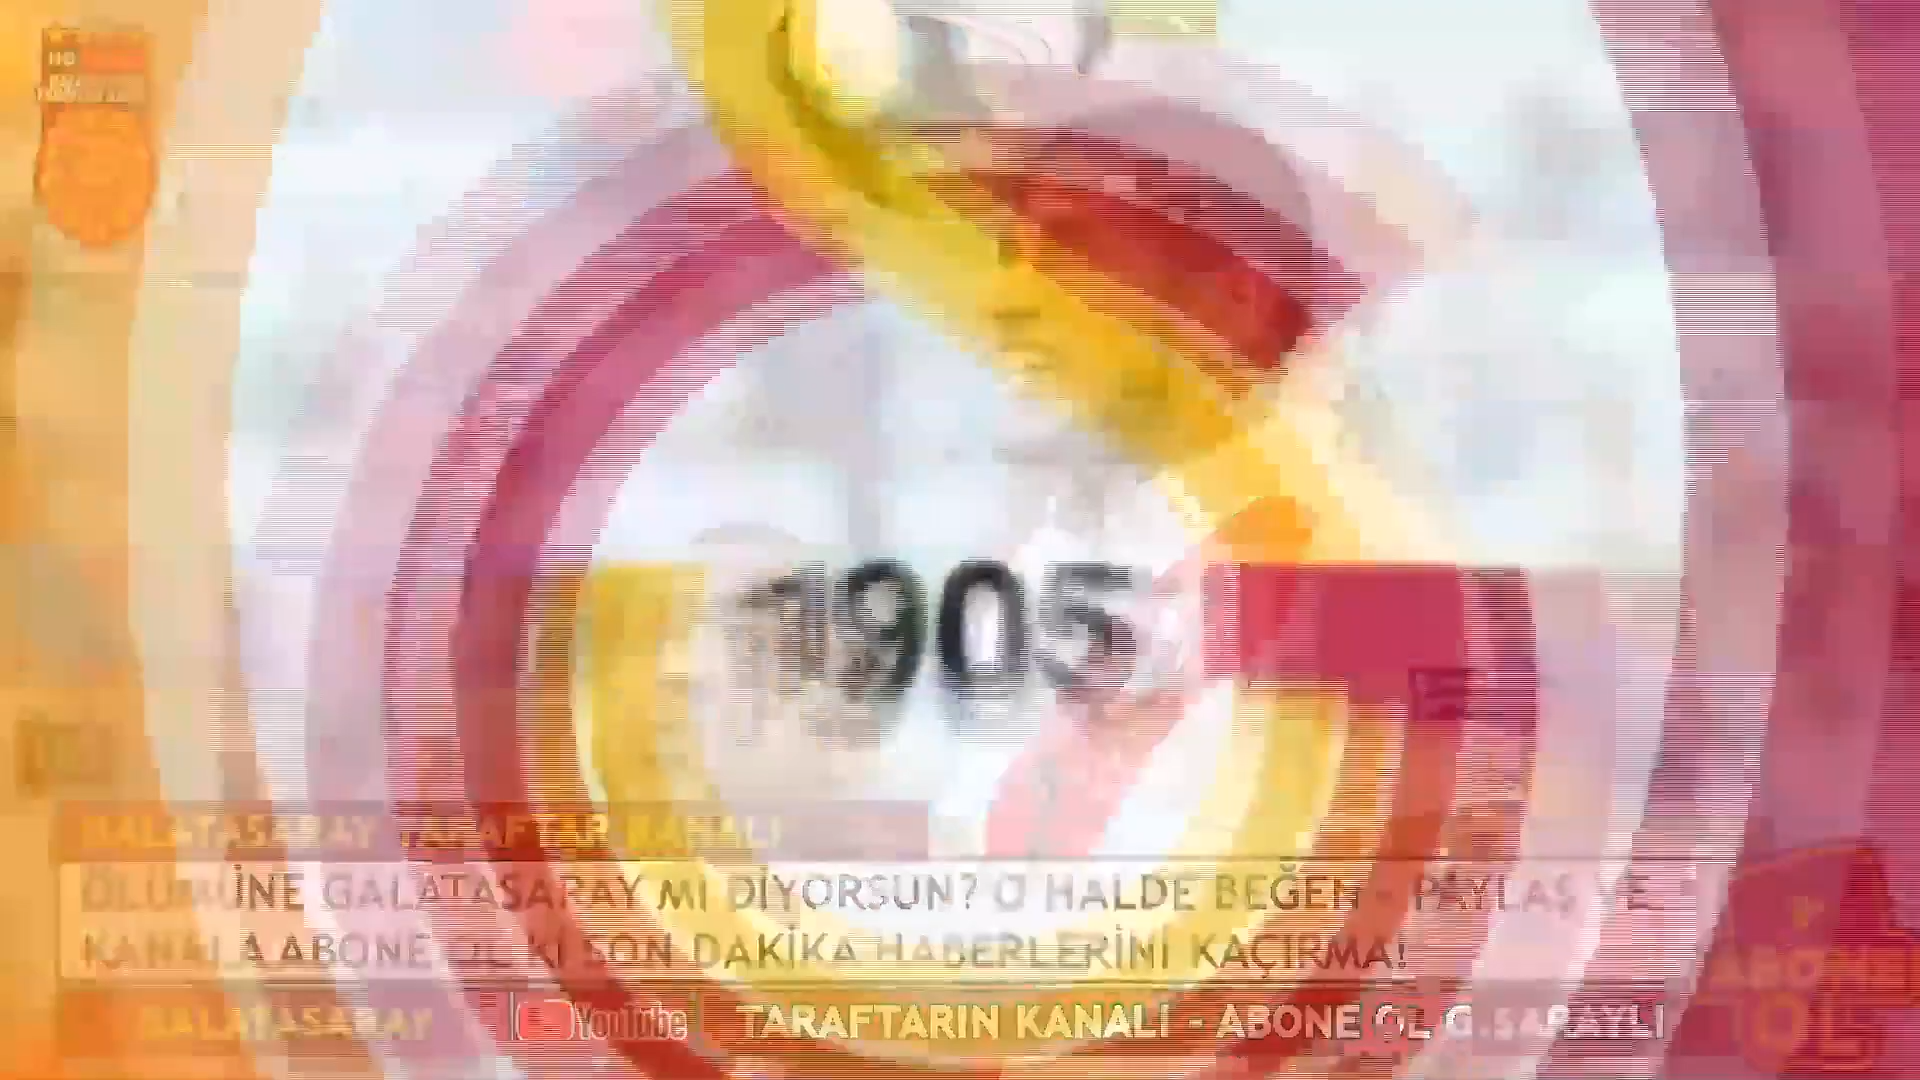 HD
1905
GALATASARAY TARAFTAR KANALI
ÖLÜMÜNE GALATASARAY MI DİYORSUN? O HALDE BEĞEN - PAYLAŞ VE
KANALA ABONE OL Kİ SON DAKİKA HABERLERİNİ KAÇIRMA!
GALATASARAY YouTube TARAFTARIN KANALI - ABONE OL G.SARAYLI
ABONE
OL